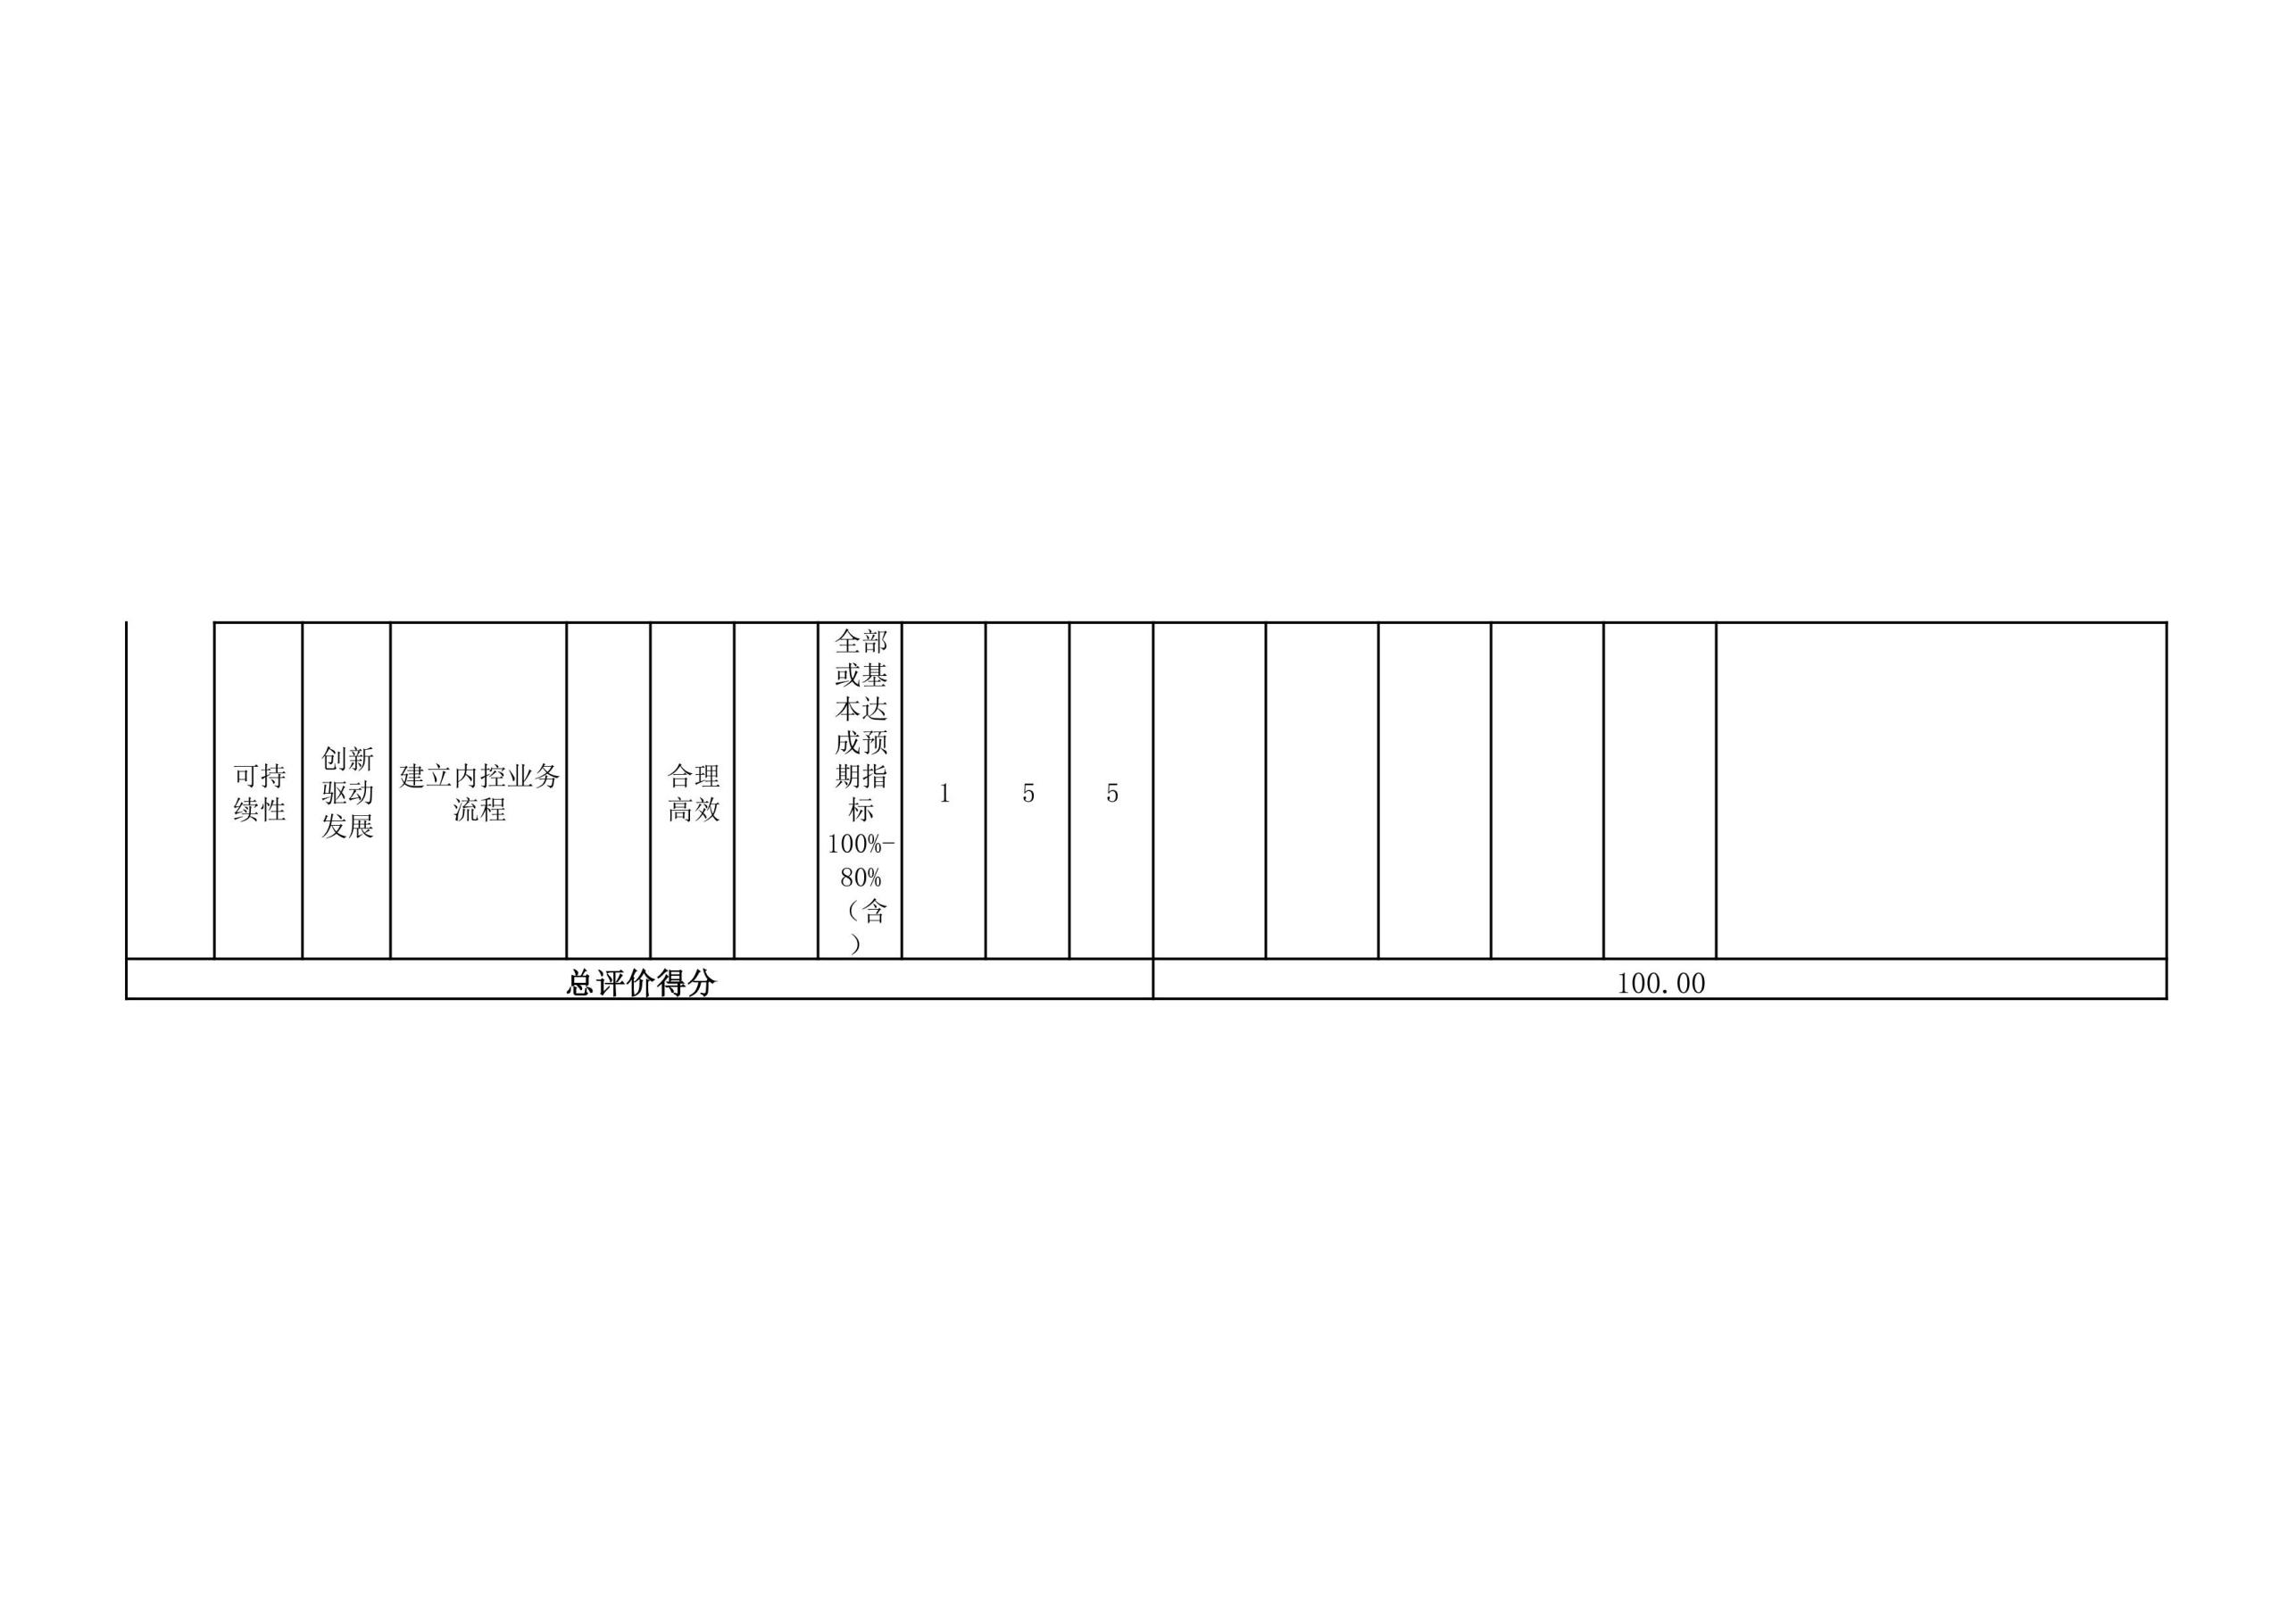 可持
续性
创新
驱动
发展
建立内控业务
流程
合理
高效
全部
或基
本达
成预
期指
标
100%-
80%
（含
）
1
5
5
总评价得分
100.00